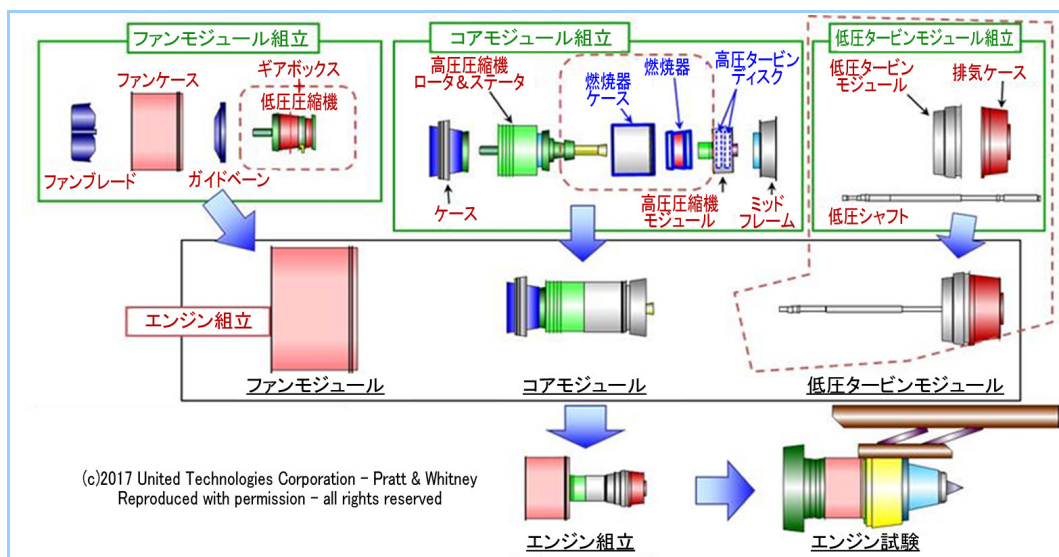 ファンモジュール組立
ファンケース
ギアボックス
+
低圧圧縮機
ファンブレード
ガイドベーン
コアモジュール組立
高圧圧縮機
ロータ&ステータ
燃焼器
ケース
燃焼器
高圧タービン
ディスク
ケース
高圧圧縮機
モジュール
ミッド
フレーム
低圧タービンモジュール組立
低圧タービン
モジュール
排気ケース
低圧シャフト
エンジン組立
ファンモジュール
コアモジュール
低圧タービンモジュール
(c)2017 United Technologies Corporation - Pratt & Whitney
Reproduced with permission - all rights reserved
エンジン組立
エンジン試験